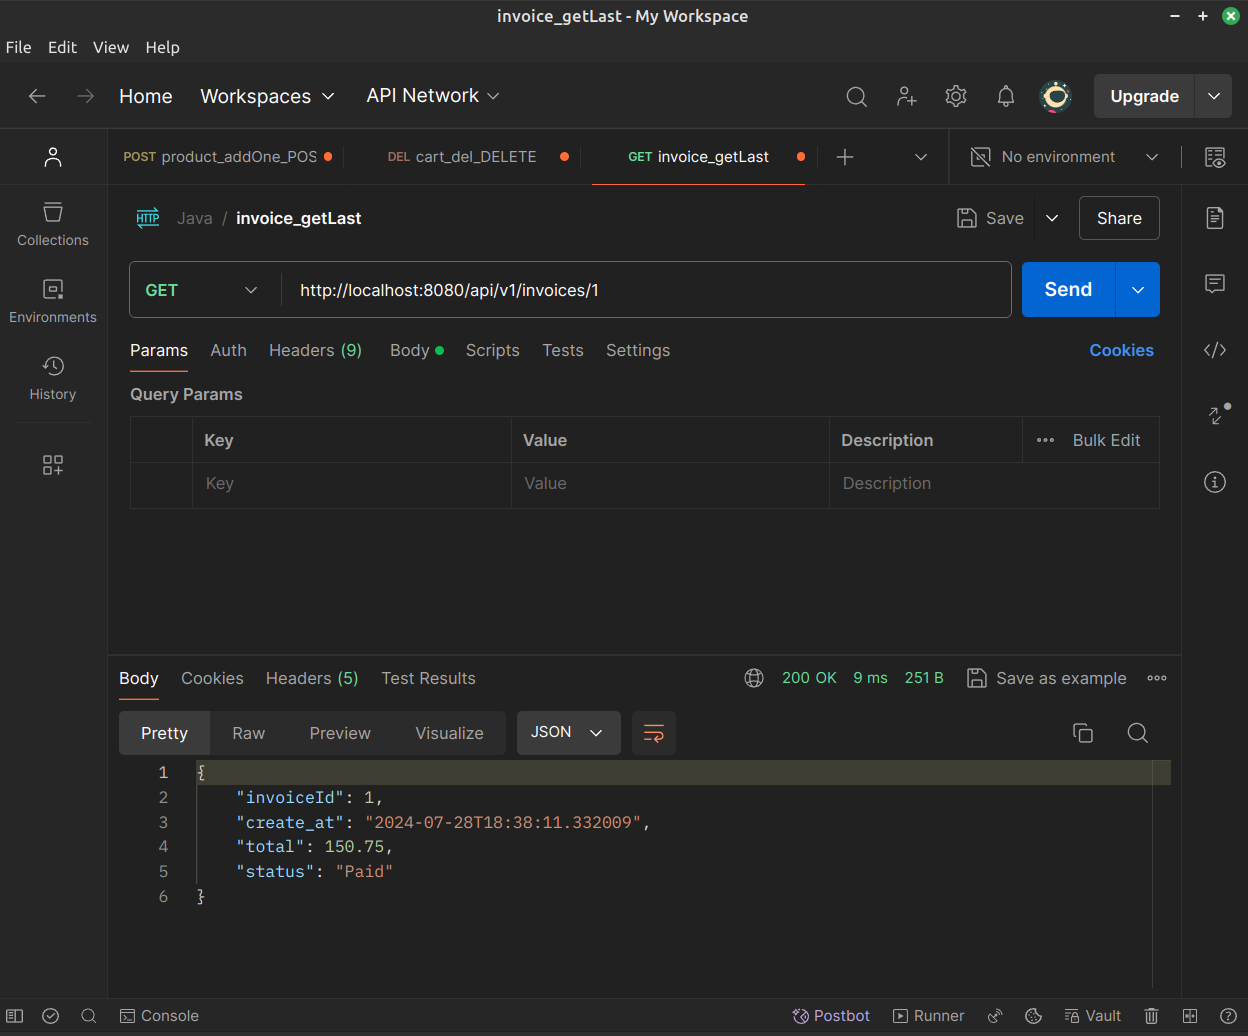 invoice_getLast - My Workspace
File Edit View Help
Home Workspaces API Network Upgrade
POST product_addOne_POS DEL cart_del_DELETE GET invoice_getLast No environment
HTTP Java / invoice_getLast Save Share
Collections
GET http://localhost:8080/api/v1/invoices/1 Send
Environments
Params Auth Headers (9) Body Scripts Tests Settings Cookies
History
Query Params
Key Value Description Bulk Edit
Key Value Description
Body Cookies Headers (5) Test Results 200 OK 9 ms 251 B Save as example
Pretty Raw Preview Visualize JSON
1 {
2 "invoiceId": 1,
3 "create_at": "2024-07-28T18:38:11.332009",
4 "total": 150.75,
5 "status": "Paid"
6 }
Console Postbot Runner Vault